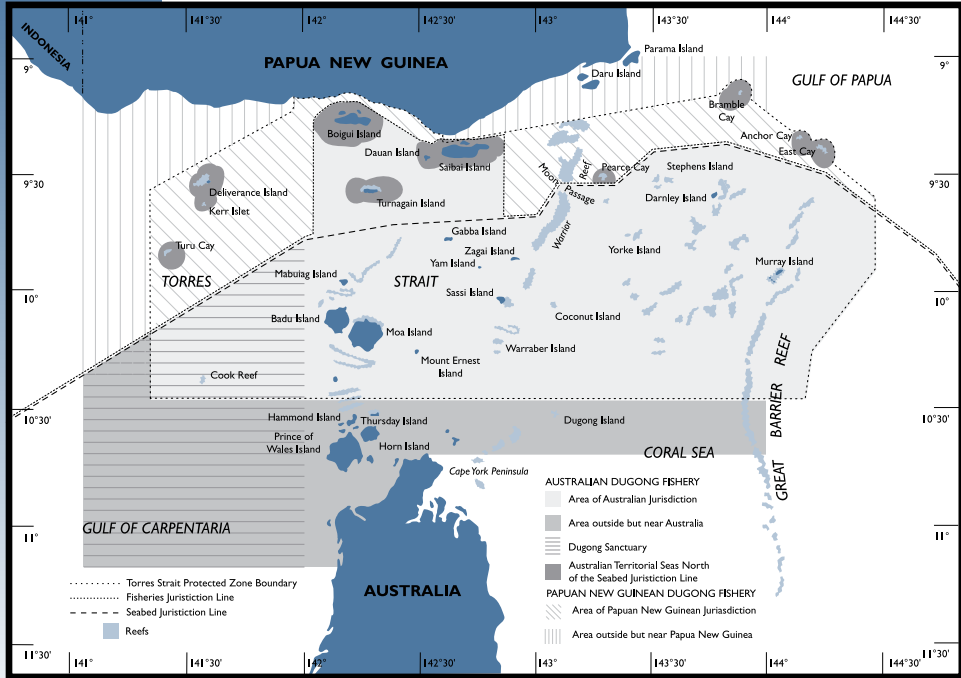 141°
141°30'
142°
142°30'
143°
143°30'
144°
144°30'
INDONESIA
PAPUA NEW GUINEA
Parama Island
Daru Island
GULF OF PAPUA
9°
9°
Bramble
Cay
Boigui Island
Anchor Cay
East Cay
Dauan Island
Saibai Island
Moon
Passage
Reef
Warrior
Pearce Cay
Stephens Island
9°30'
9°30'
Deliverance Island
Kerr Islet
Turnagain Island
Darnley Island
Gabba Island
Zagai Island
Yam Island
Yorke Island
Turu Cay
Murray Island
TORRES
Mabuiag Island
STRAIT
10°
10°
Sassi Island
Badu Island
Moa Island
Coconut Island
Warraber Island
Mount Ernest
Island
Cook Reef
GREAT BARRIER REEF
10°30'
10°30'
Hammond Island
Thursday Island
Dugong Island
Prince of
Wales Island
Horn Island
CORAL SEA
Cape York Peninsula
GULF OF CARPENTARIA
11°
11°
AUSTRALIA
AUSTRALIAN DUGONG FISHERY
Area of Australian Jurisdiction
Area outside but near Australia
Dugong Sanctuary
Australian Territorial Seas North
of the Seabed Juristiction Line
PAPUAN NEW GUINEAN DUGONG FISHERY
Area of Papuan New Guinean Juriasdiction
Area outside but near Papua New Guinea
Torres Strait Protected Zone Boundary
Fisheries Juristiction Line
Seabed Juristiction Line
Reefs
11°30'
11°30'
141°
141°30'
142°
142°30'
143°
143°30'
144°
144°30'